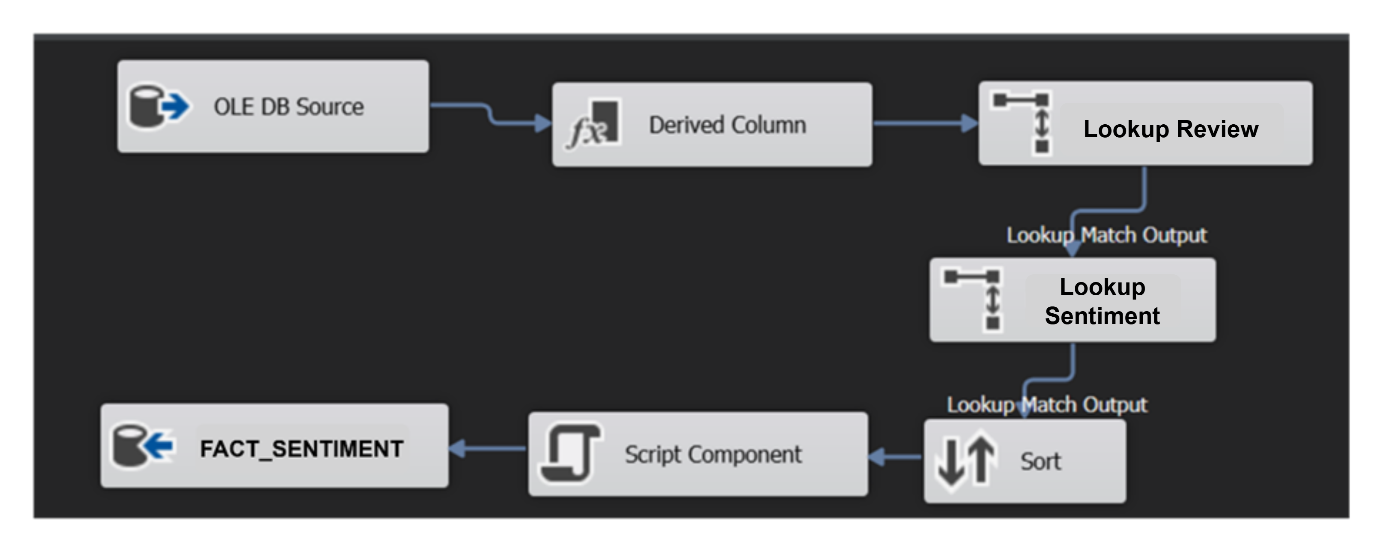 OLE DB Source
fx
Derived Column
Lookup Review
Lookup Match Output
Lookup
Sentiment
Lookup Match Output
Sort
Script Component
FACT_SENTIMENT